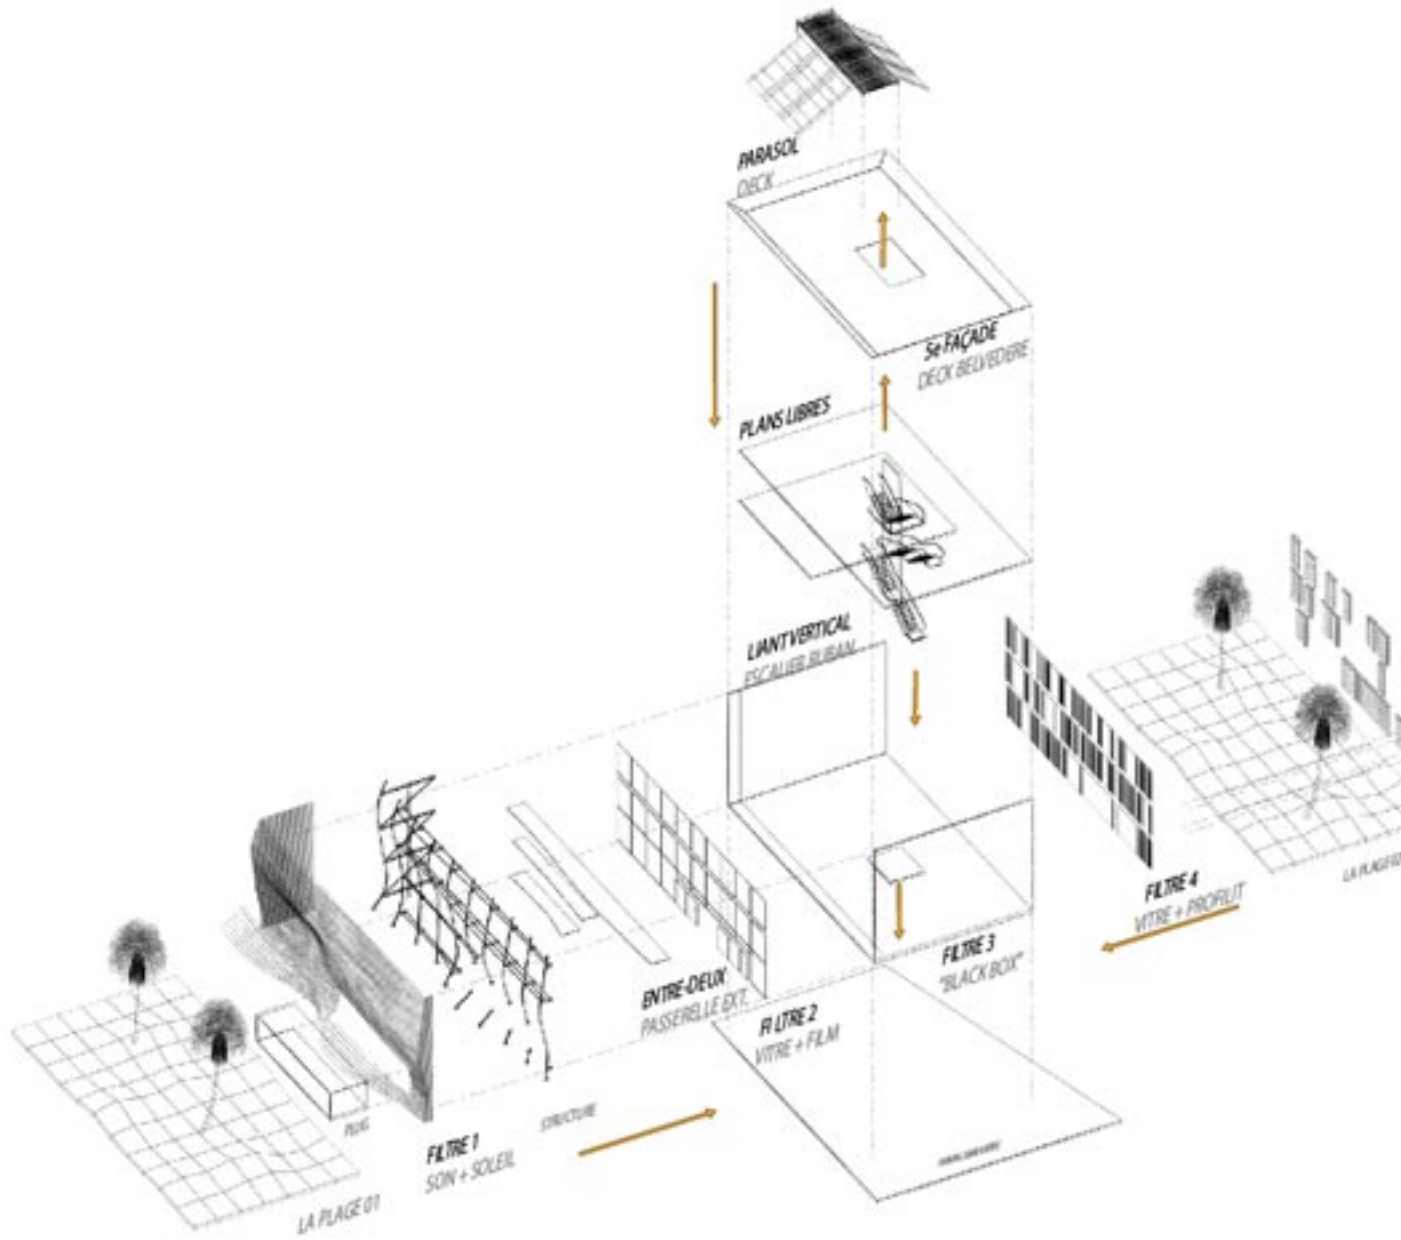 PARASOL
DECK
5e FAÇADE
DECK BELVEDERE
PLANS LIBRES
LIANT VERTICAL
ESCALIER RUBAN
FILTRE 4
VITRE + PROFILIT
LA PLAGE 0
FILTRE 3
"BLACK BOX"
ENTRE-DEUX
PASSERELLE EXT.
FILTRE 2
VITRE + FILM
STRUCTURE
PLUG
FILTRE 1
SON + SOLEIL
LA PLAGE 01